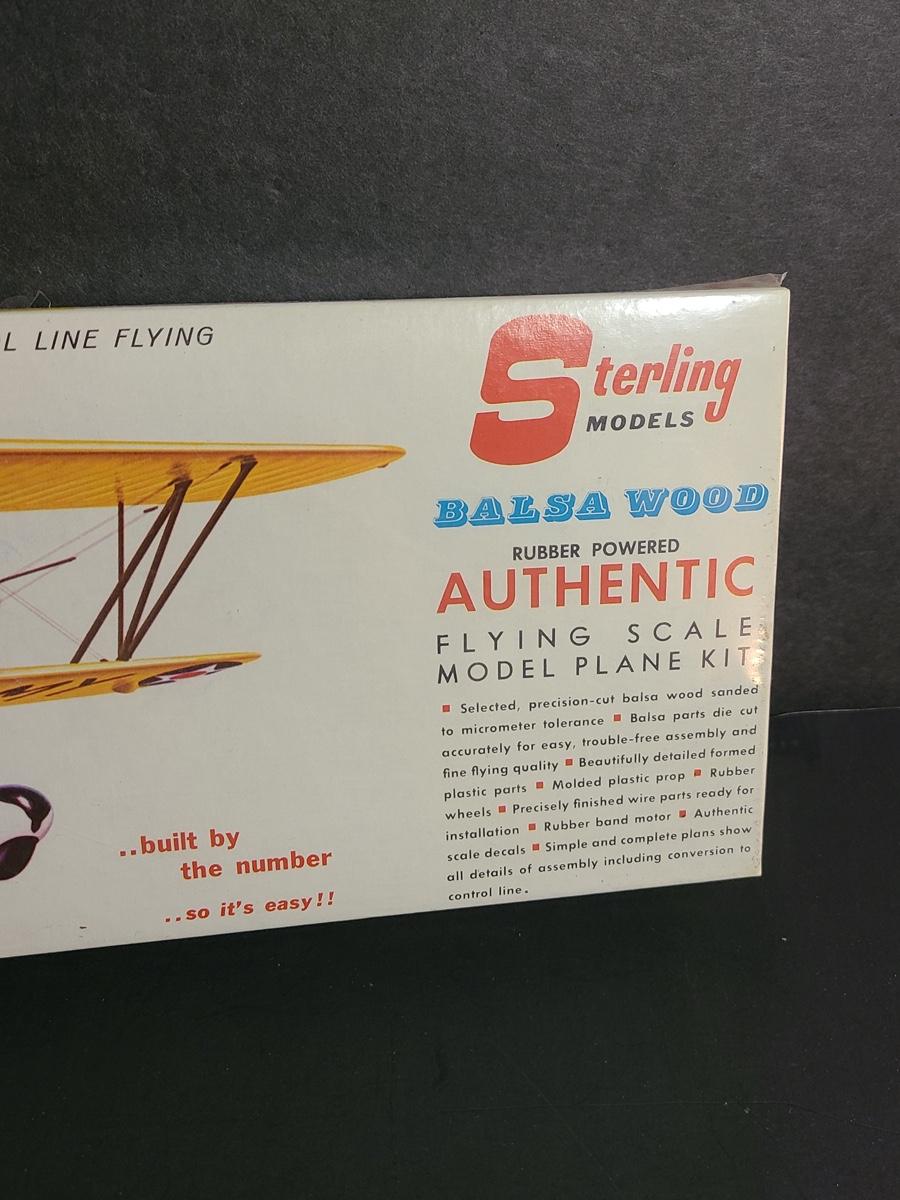 L LINE FLYING
Sterling
MODELS
BALSA WOOD
RUBBER POWERED
AUTHENTIC
FLYING SCALE
MODEL PLANE KIT
■ Selected, precision-cut balsa wood sanded
to micrometer tolerance ■ Balsa parts die cut
accurately for easy, trouble-free assembly and
fine flying quality ■ Beautifully detailed formed
plastic parts ■ Molded plastic prop ■ Rubber
wheels ■ Precisely finished wire parts ready for
installation ■ Rubber band motor ■ Authentic
scale decals ■ Simple and complete plans show
all details of assembly including conversion to
control line.
..built by
the number
..so it's easy!!